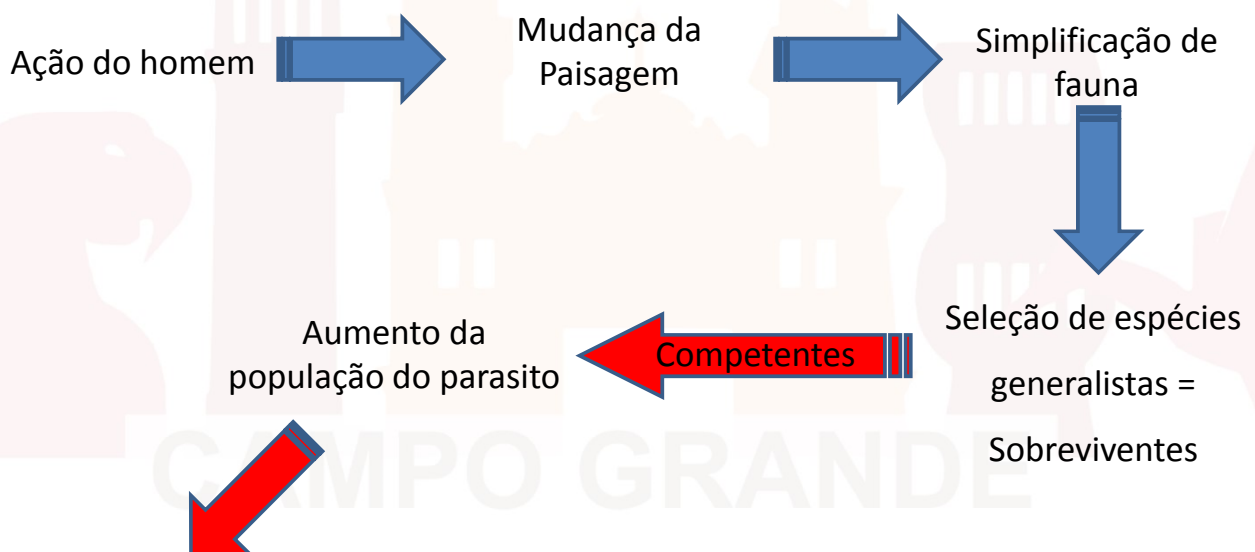 Ação do homem
Mudança da
Paisagem
Simplificação de
fauna
Seleção de espécies
generalistas =
Sobreviventes
Competentes
Aumento da
população do parasito
CAMPO GRANDE